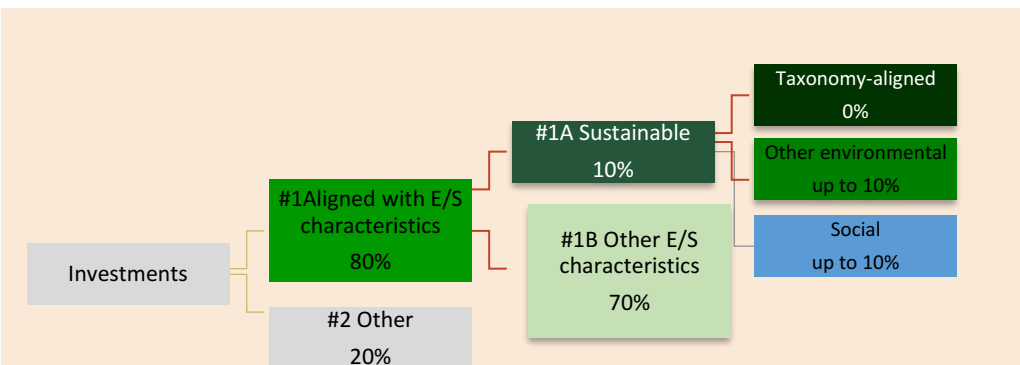 Investments
#1Aligned with E/S
characteristics
80%
#2 Other
20%
#1A Sustainable
10%
#1B Other E/S
characteristics
70%
Taxonomy-aligned
0%
Other environmental
up to 10%
Social
up to 10%